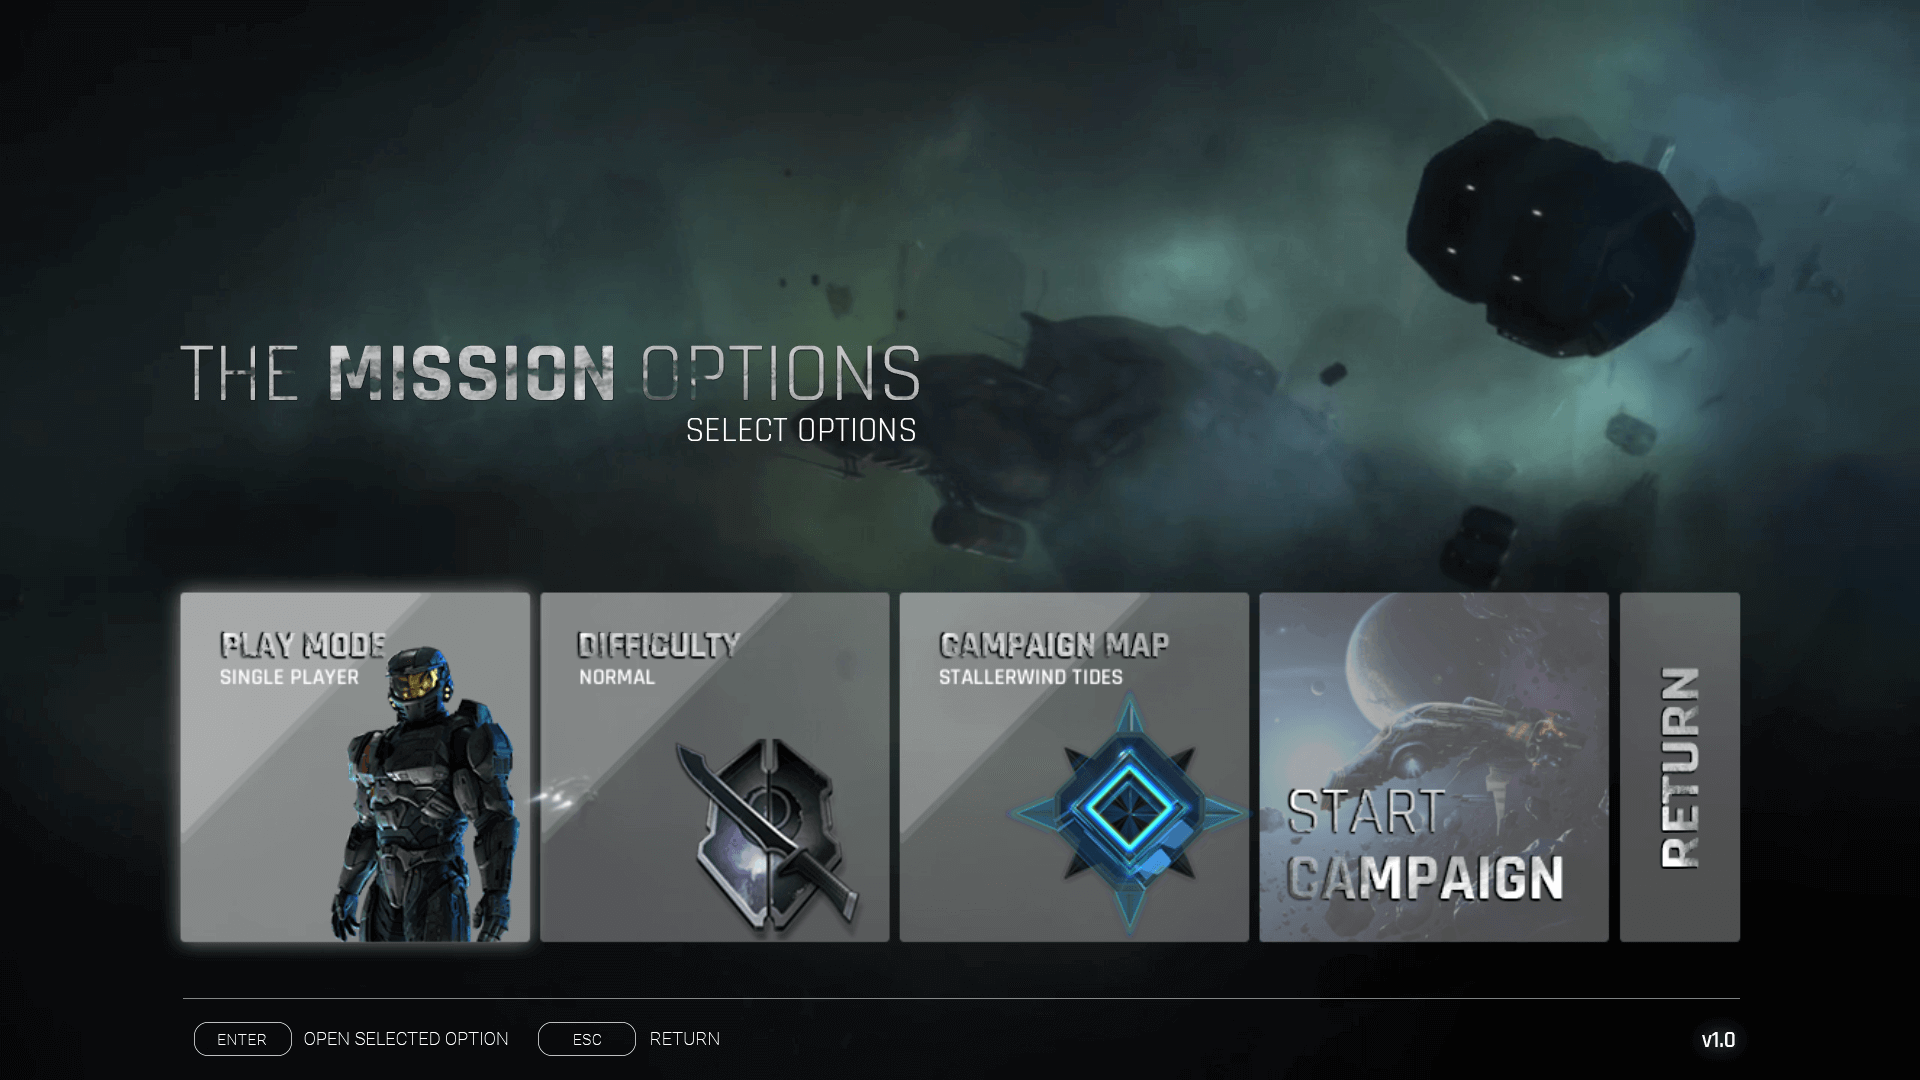 THE MISSION OPTIONS
SELECT OPTIONS
PLAY MODE
SINGLE PLAYER
DIFFICULTY
NORMAL
CAMPAIGN MAP
STALLERWIND TIDES
START
CAMPAIGN
RETURN
ENTER OPEN SELECTED OPTION ESC RETURN
v1.0